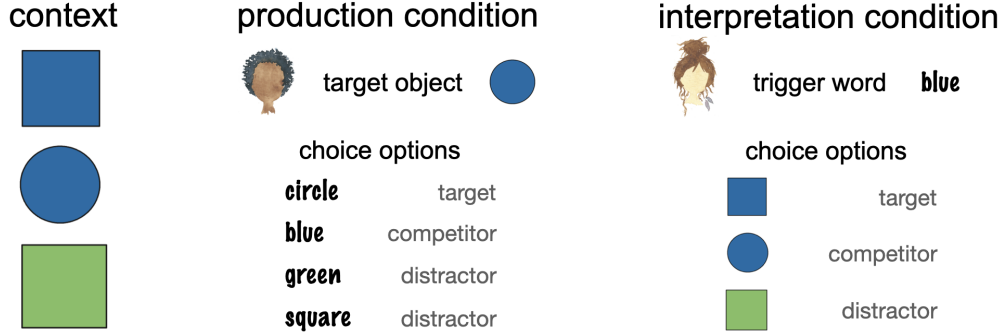 context
production condition
target object
choice options
circle target
blue competitor
green distractor
square distractor
interpretation condition
trigger word blue
choice options
target
competitor
distractor